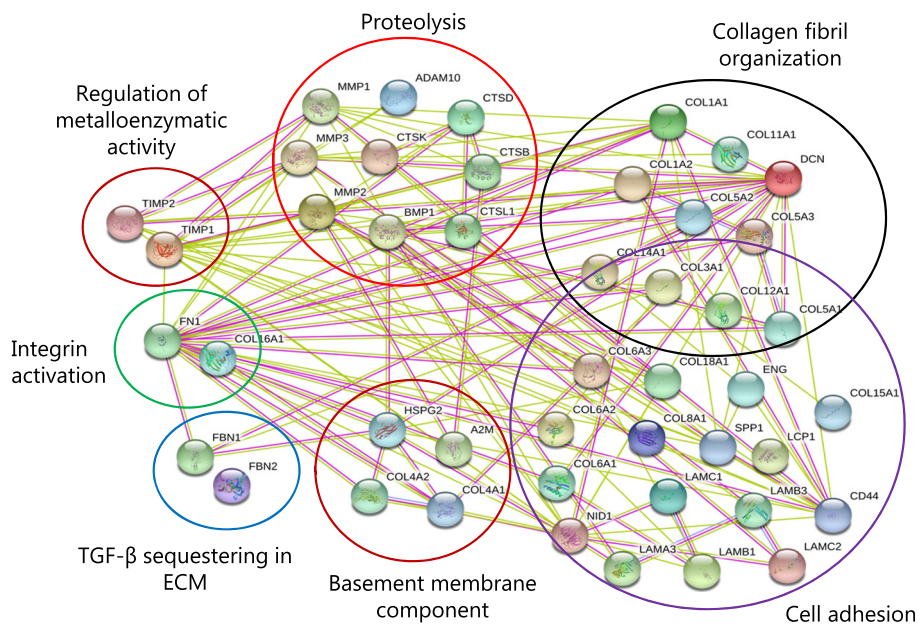 Proteolysis
Collagen fibril
organization
Regulation of
metalloenzymatic
activity
MMP1
ADAM10
CTSD
MMP3
CTSK
CTSB
MMP2
BMP1
CTSL1
COL1A1
COL11A1
DCN
COL1A2
COL5A2
COL5A3
COL14A1
COL3A1
COL12A1
COL5A1
TIMP2
TIMP1
FN1
COL16A1
Integrin
activation
FBN1
FBN2
TGF-β sequestering in
ECM
HSPG2
A2M
COL4A2
COL4A1
Basement membrane
component
COL6A3
COL18A1
ENG
COL15A1
COL6A2
COL8A1
SPP1
LCP1
COL6A1
LAMC1
LAMB3
CD44
NID1
LAMA3
LAMB1
LAMC2
Cell adhesion